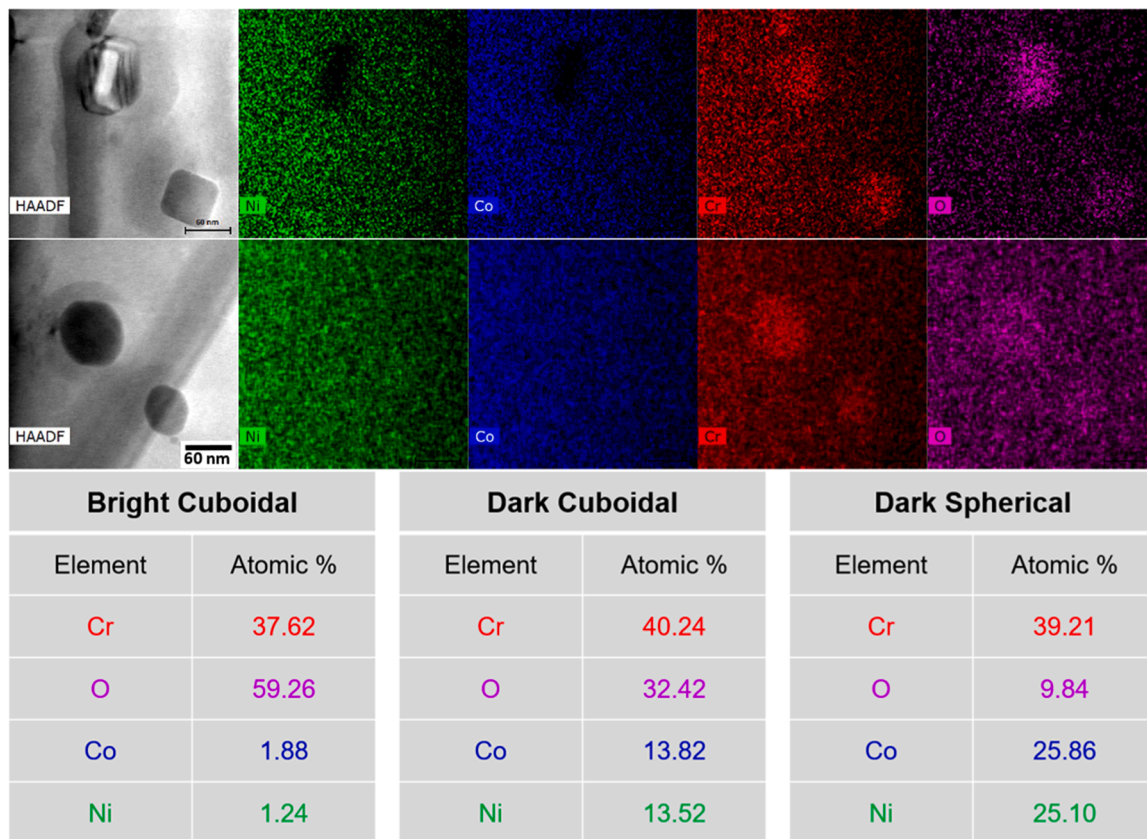 HAADF
60 nm
Ni
Co
Cr
O
HAADF
60 nm
Ni
Co
Cr
O
Bright Cuboidal
Element Atomic %
Cr 37.62
O 59.26
Co 1.88
Ni 1.24
Dark Cuboidal
Element Atomic %
Cr 40.24
O 32.42
Co 13.82
Ni 13.52
Dark Spherical
Element Atomic %
Cr 39.21
O 9.84
Co 25.86
Ni 25.10